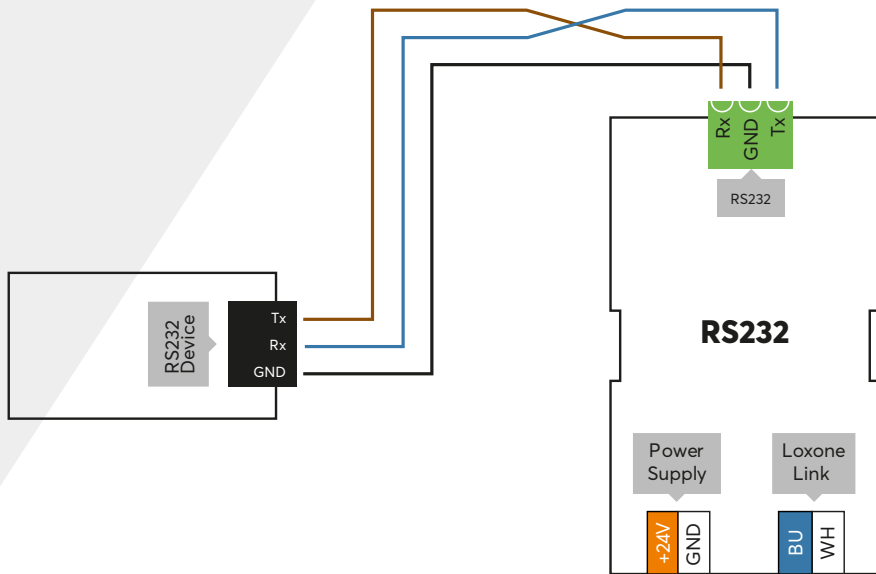 Rx
GND
Tx
RS232
RS232
Device
Tx
Rx
GND
RS232
Power
Supply
Loxone
Link
+24V
GND
BU
WH